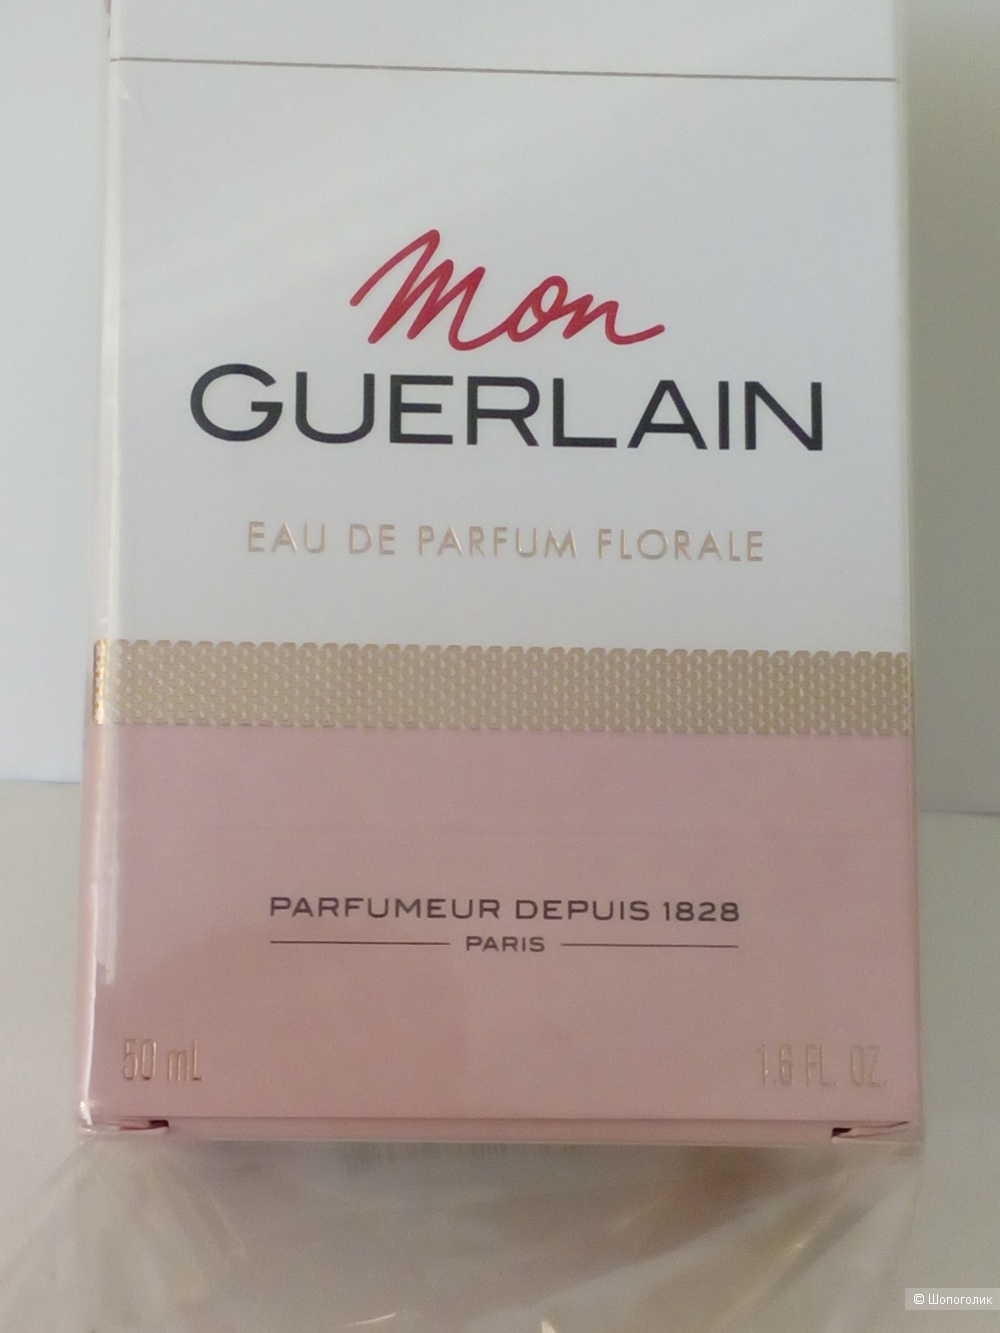 Mon
GUERLAIN
EAU DE PARFUM FLORALE
PARFUMEUR DEPUIS 1828
PARIS
50 mL
1.6 FL. OZ.
© Шопоголик